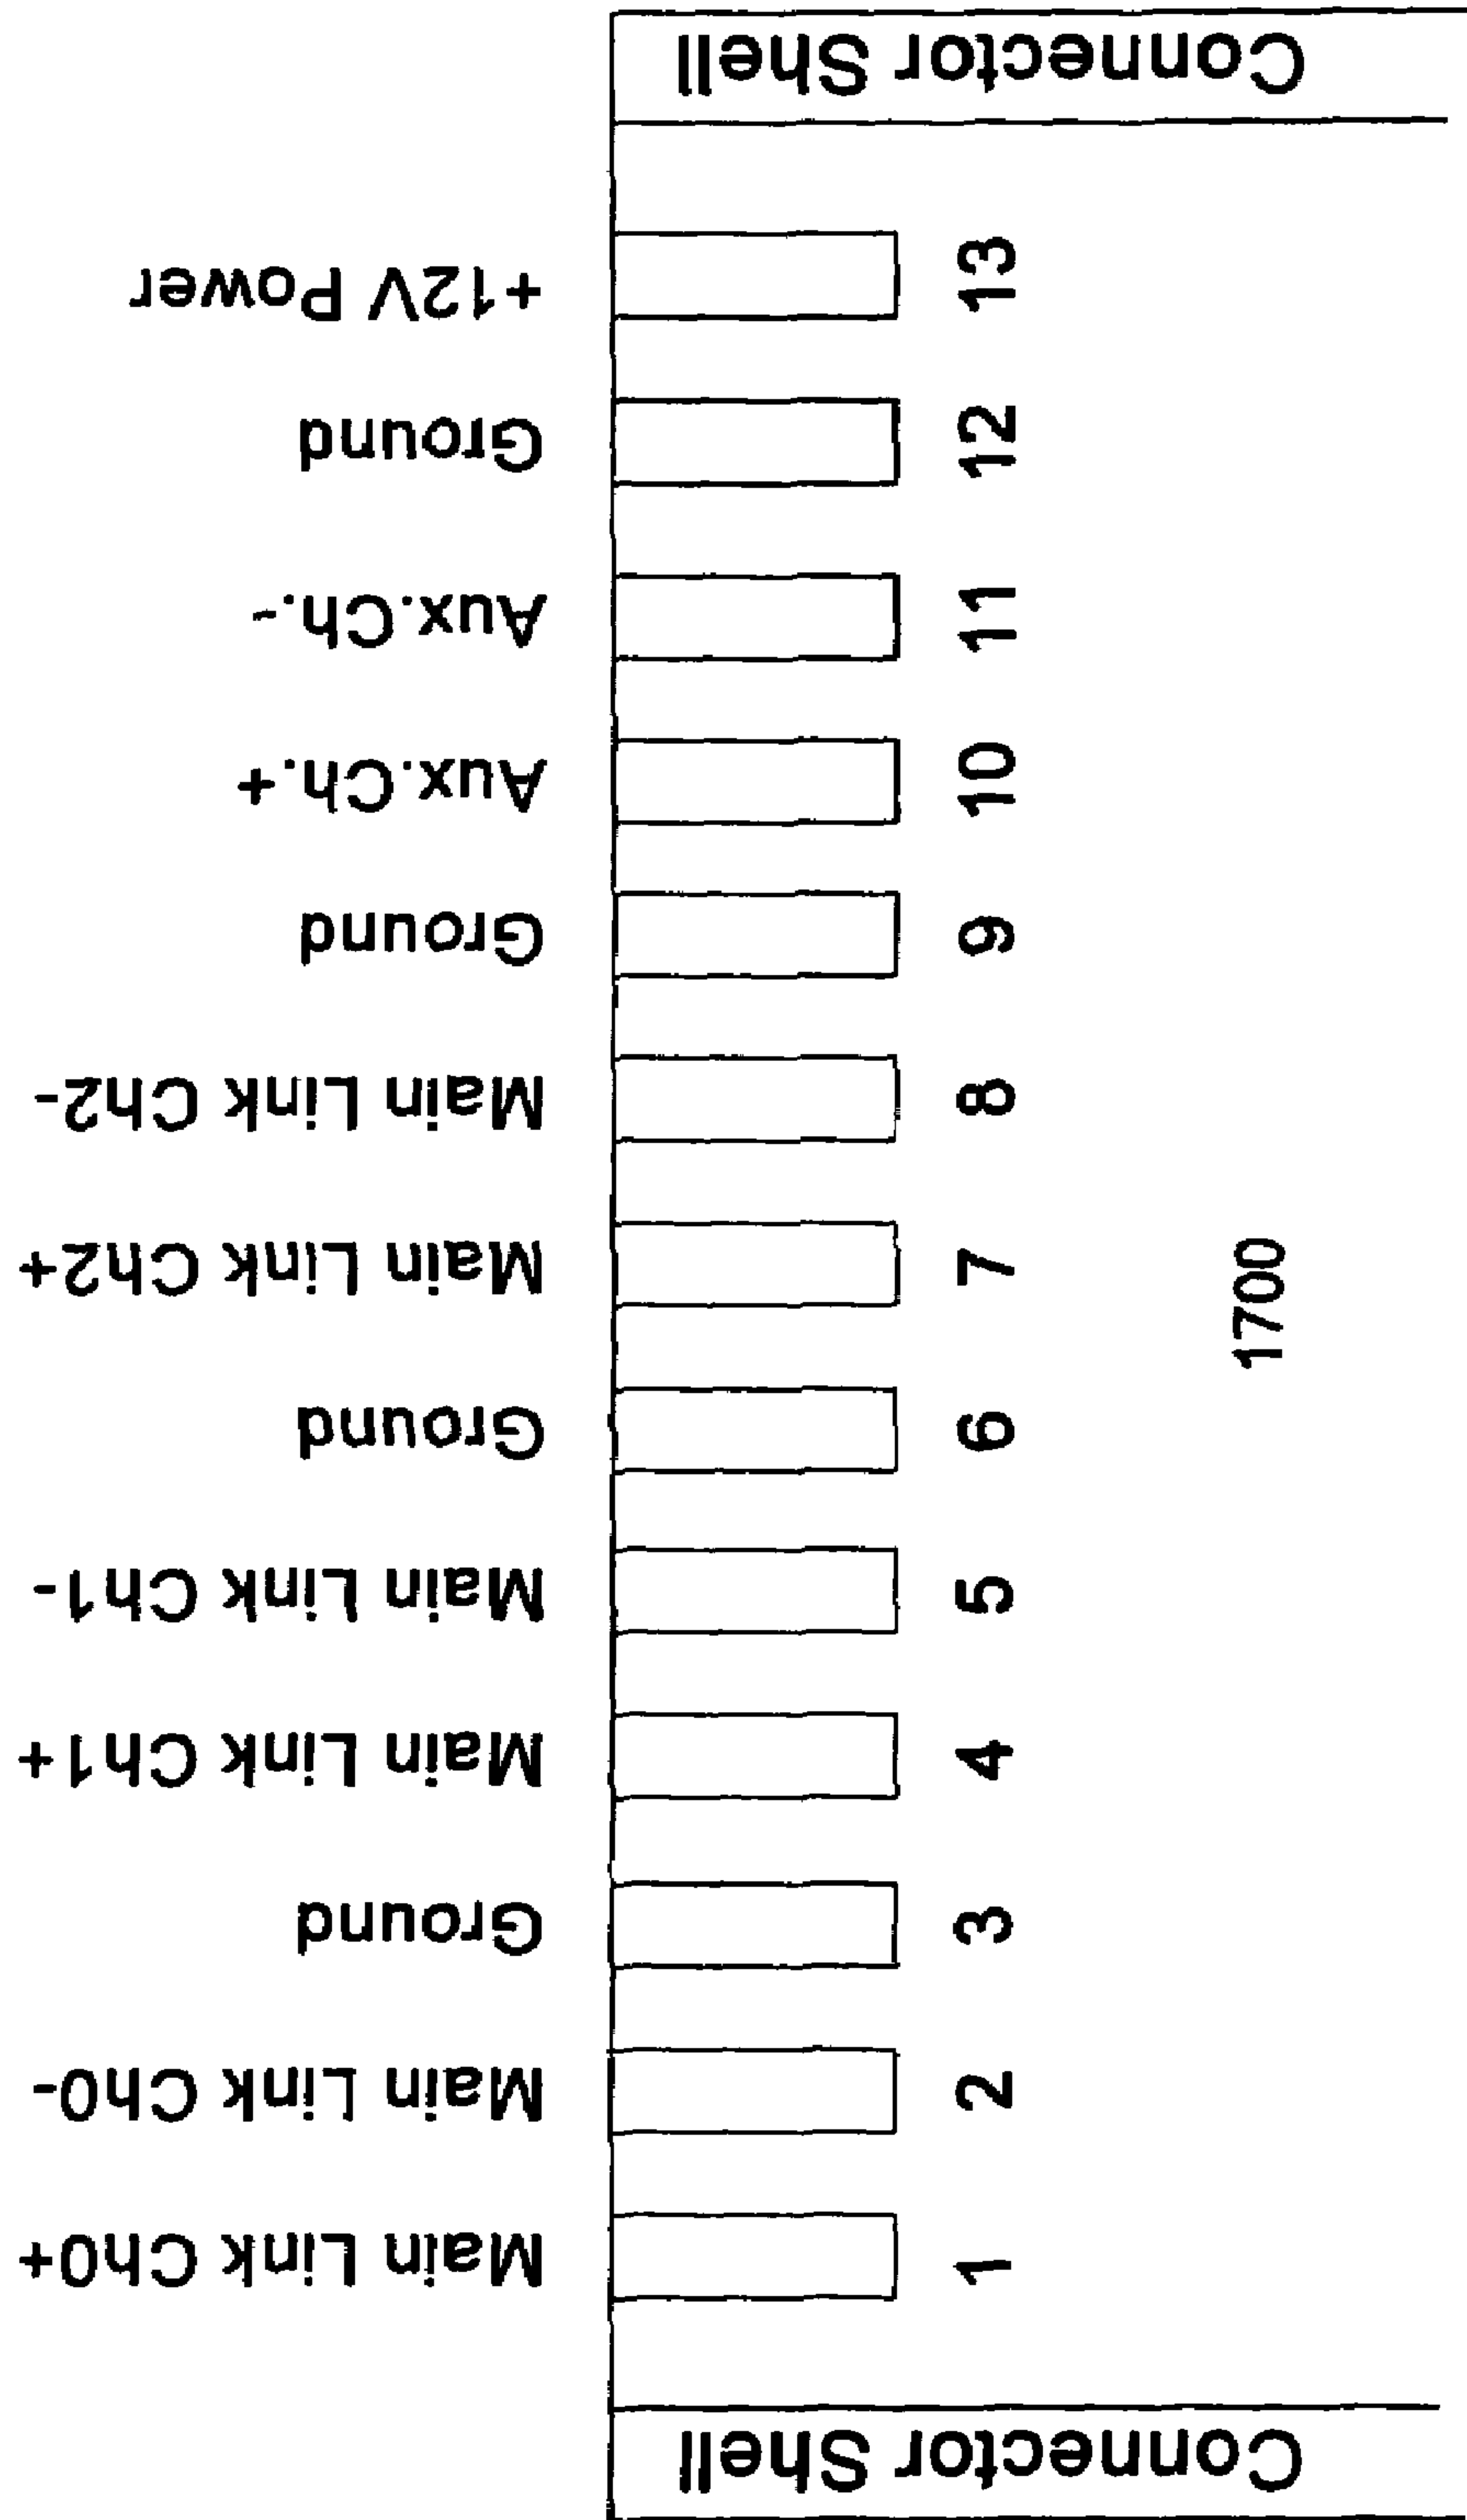 Connector Shell
+12V Power
13
Ground
12
Aux.Ch.-
11
Aux.Ch.+
10
Ground
9
Main Link Ch2-
8
Main Link Ch2+
7
Ground
6
Main Link Ch1-
5
Main Link Ch1+
4
Ground
3
Main Link Ch0-
2
Main Link Ch0+
1
Connector Shell
1700